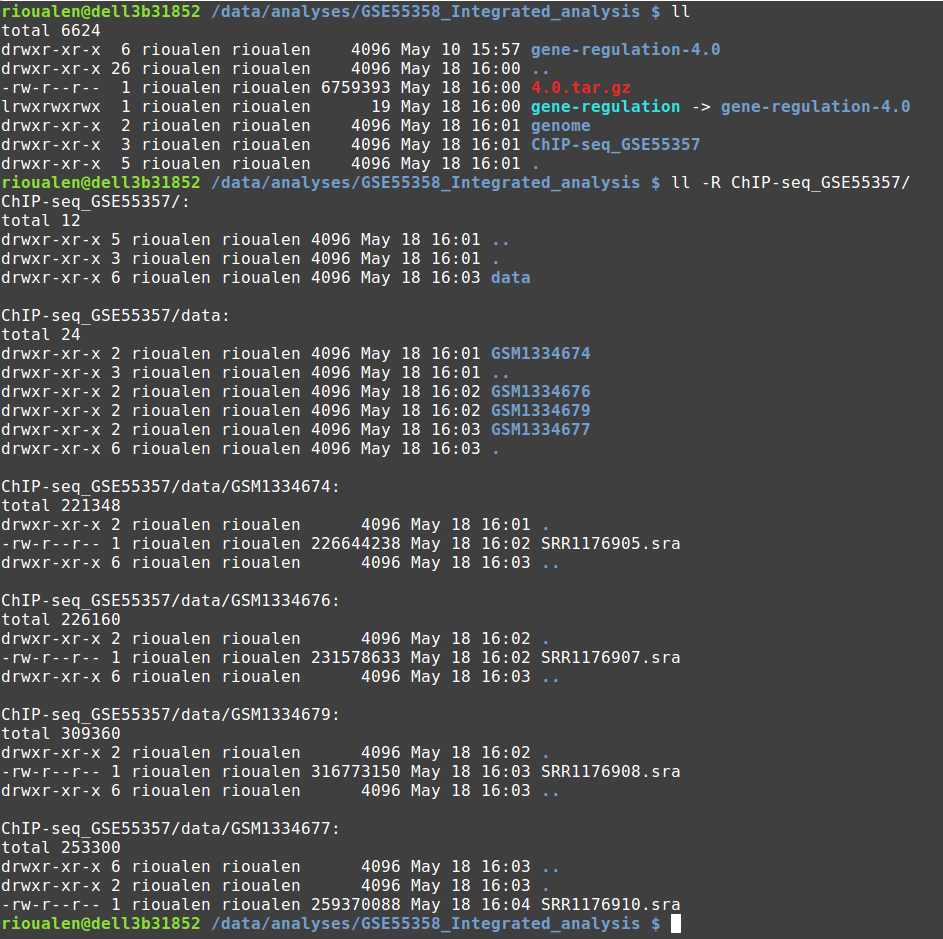 rioualen@dell3b31852 /data/analyses/GSE55358_Integrated_analysis $ ll
total 6624
drwxr-xr-x  6 rioualen rioualen    4096 May 10 15:57 gene-regulation-4.0
drwxr-xr-x 26 rioualen rioualen    4096 May 18 16:00 ..
-rw-r--r--  1 rioualen rioualen 6759393 May 18 16:00 4.0.tar.gz
lrwxrwxrwx  1 rioualen rioualen      19 May 18 16:00 gene-regulation -> gene-regulation-4.0
drwxr-xr-x  2 rioualen rioualen    4096 May 18 16:01 genome
drwxr-xr-x  3 rioualen rioualen    4096 May 18 16:01 ChIP-seq_GSE55357
drwxr-xr-x  5 rioualen rioualen    4096 May 18 16:01 .
rioualen@dell3b31852 /data/analyses/GSE55358_Integrated_analysis $ ll -R ChIP-seq_GSE55357/
ChIP-seq_GSE55357/:
total 12
drwxr-xr-x 5 rioualen rioualen 4096 May 18 16:01 ..
drwxr-xr-x 3 rioualen rioualen 4096 May 18 16:01 .
drwxr-xr-x 6 rioualen rioualen 4096 May 18 16:03 data

ChIP-seq_GSE55357/data:
total 24
drwxr-xr-x 2 rioualen rioualen 4096 May 18 16:01 GSM1334674
drwxr-xr-x 3 rioualen rioualen 4096 May 18 16:01 ..
drwxr-xr-x 2 rioualen rioualen 4096 May 18 16:02 GSM1334676
drwxr-xr-x 2 rioualen rioualen 4096 May 18 16:02 GSM1334679
drwxr-xr-x 2 rioualen rioualen 4096 May 18 16:03 GSM1334677
drwxr-xr-x 6 rioualen rioualen 4096 May 18 16:03 .

ChIP-seq_GSE55357/data/GSM1334674:
total 221348
drwxr-xr-x 2 rioualen rioualen      4096 May 18 16:01 .
-rw-r--r-- 1 rioualen rioualen 226644238 May 18 16:02 SRR1176905.sra
drwxr-xr-x 6 rioualen rioualen      4096 May 18 16:03 ..

ChIP-seq_GSE55357/data/GSM1334676:
total 226160
drwxr-xr-x 2 rioualen rioualen      4096 May 18 16:02 .
-rw-r--r-- 1 rioualen rioualen 231578633 May 18 16:02 SRR1176907.sra
drwxr-xr-x 6 rioualen rioualen      4096 May 18 16:03 ..

ChIP-seq_GSE55357/data/GSM1334679:
total 309360
drwxr-xr-x 2 rioualen rioualen      4096 May 18 16:02 .
-rw-r--r-- 1 rioualen rioualen 316773150 May 18 16:03 SRR1176908.sra
drwxr-xr-x 6 rioualen rioualen      4096 May 18 16:03 ..

ChIP-seq_GSE55357/data/GSM1334677:
total 253300
drwxr-xr-x 6 rioualen rioualen      4096 May 18 16:03 ..
drwxr-xr-x 2 rioualen rioualen      4096 May 18 16:03 .
-rw-r--r-- 1 rioualen rioualen 259370088 May 18 16:04 SRR1176910.sra
rioualen@dell3b31852 /data/analyses/GSE55358_Integrated_analysis $